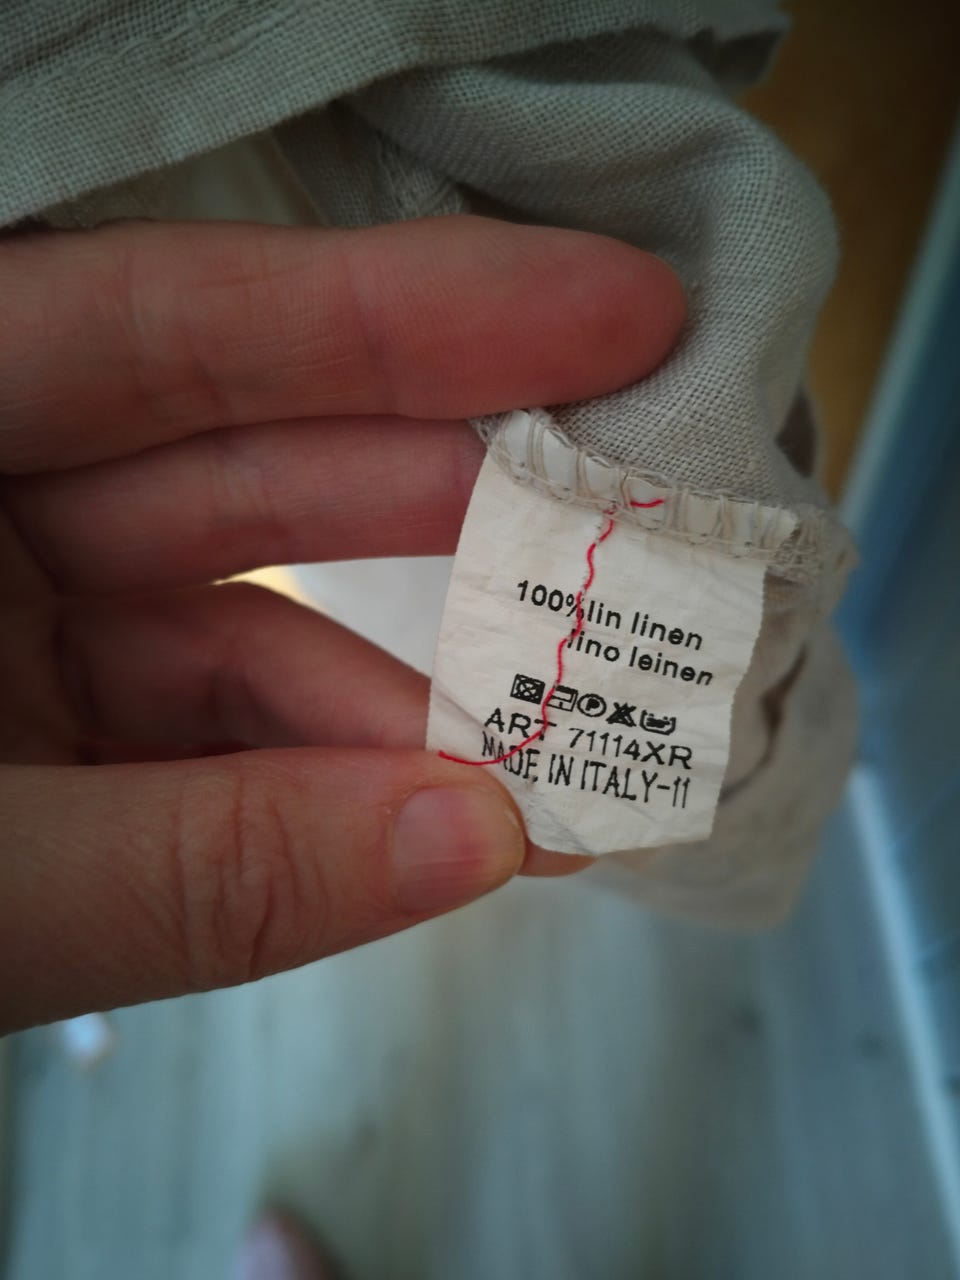 100%lin linen
lino leinen
P
ART 71114XR
MADE IN ITALY-11